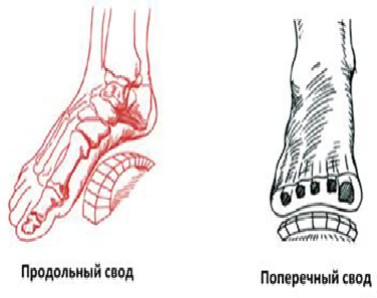 Продольный свод
Поперечный свод